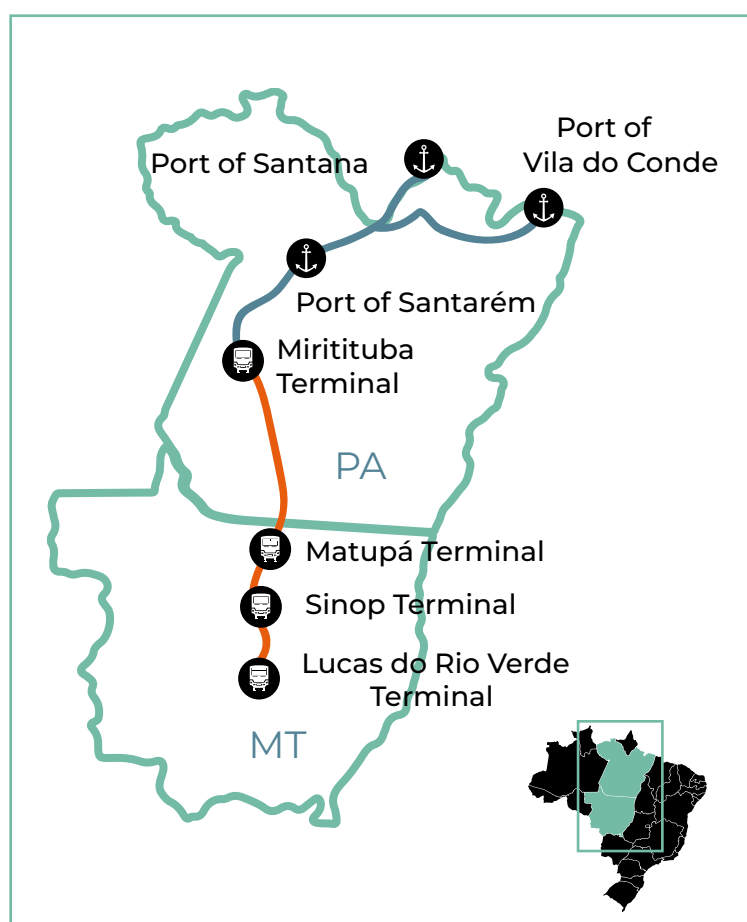 Port of Santana
Port of
Vila do Conde
Port of Santarém
Miritituba
Terminal
PA
Matupá Terminal
Sinop Terminal
Lucas do Rio Verde
Terminal
MT